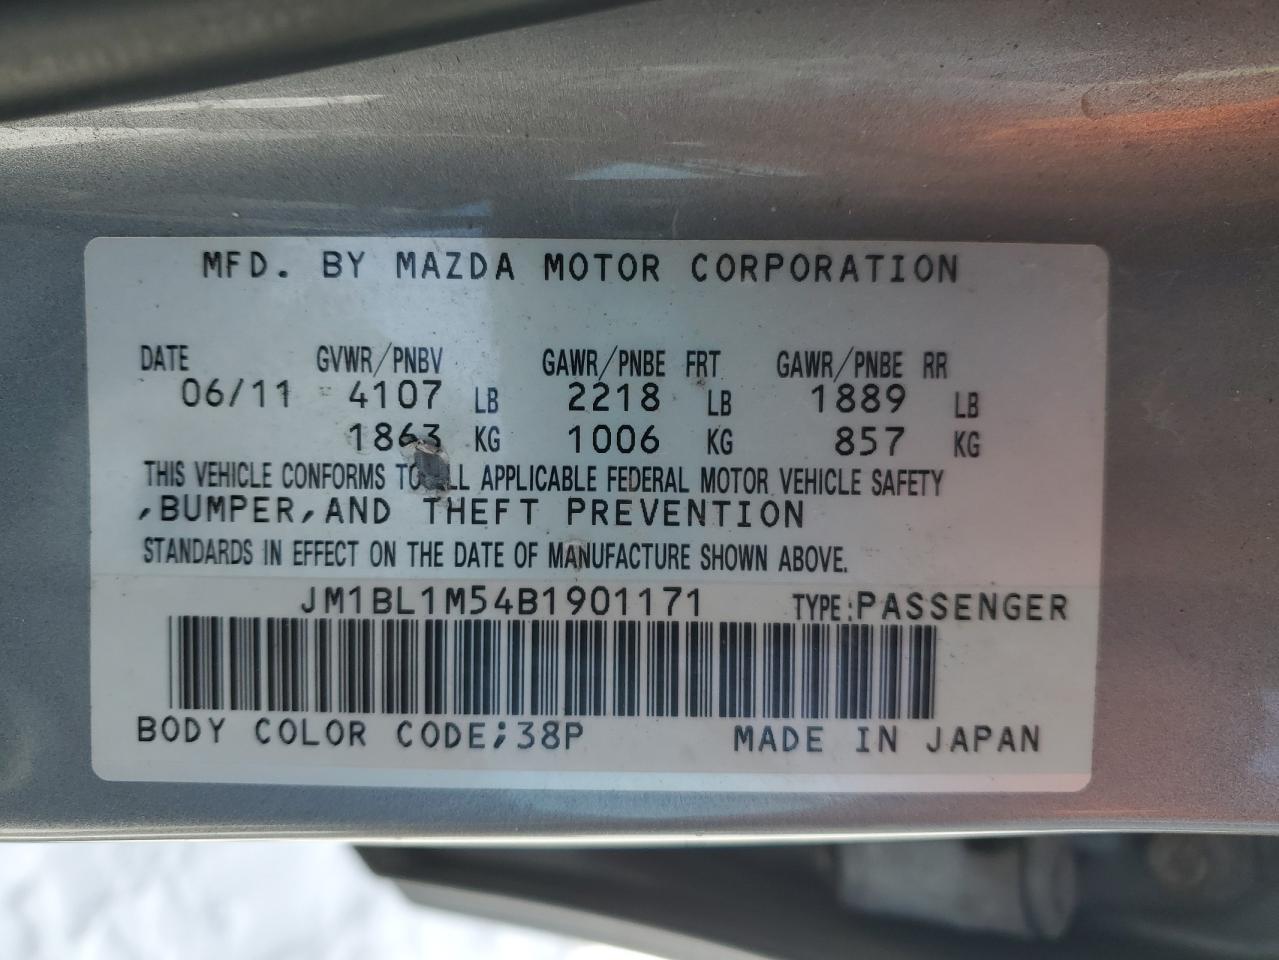 MFD. BY MAZDA MOTOR CORPORATION
DATE GVWR/PNBV GAWR/PNBE FRT GAWR/PNBE RR
06/11 4107 LB 2218 LB 1889 LB
1863 KG 1006 KG 857 KG
THIS VEHICLE CONFORMS TO ALL APPLICABLE FEDERAL MOTOR VEHICLE SAFETY
,BUMPER,AND THEFT PREVENTION
STANDARDS IN EFFECT ON THE DATE OF MANUFACTURE SHOWN ABOVE.
JM1BL1M54B1901171 TYPE:PASSENGER
BODY COLOR CODE;38P MADE IN JAPAN